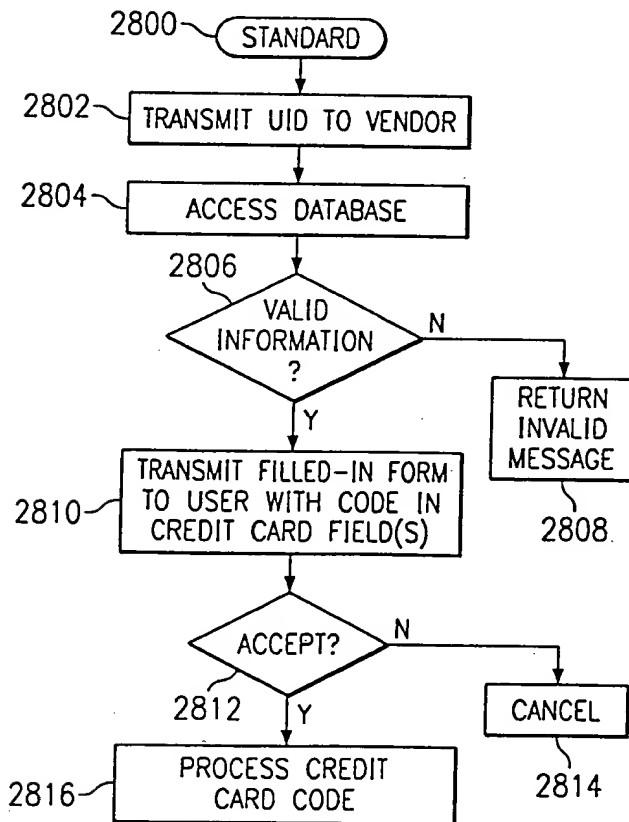 2800
STANDARD
2802
TRANSMIT UID TO VENDOR
2804
ACCESS DATABASE
2806
VALID
INFORMATION
?
N
Y
RETURN
INVALID
MESSAGE
2808
2810
TRANSMIT FILLED-IN FORM
TO USER WITH CODE IN
CREDIT CARD FIELD(S)
ACCEPT?
N
2812
Y
CANCEL
2814
2816
PROCESS CREDIT
CARD CODE